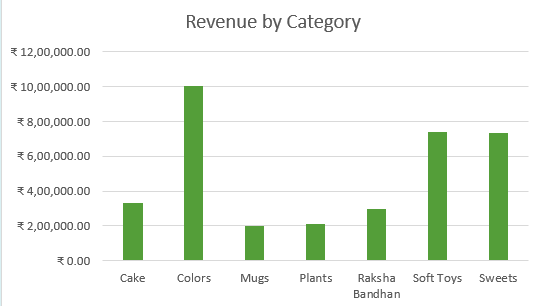 Revenue by Category
₹ 12,00,000.00
₹ 10,00,000.00
₹ 8,00,000.00
₹ 6,00,000.00
₹ 4,00,000.00
₹ 2,00,000.00
₹ 0.00
Cake Colors Mugs Plants Raksha Soft Toys Sweets
Bandhan